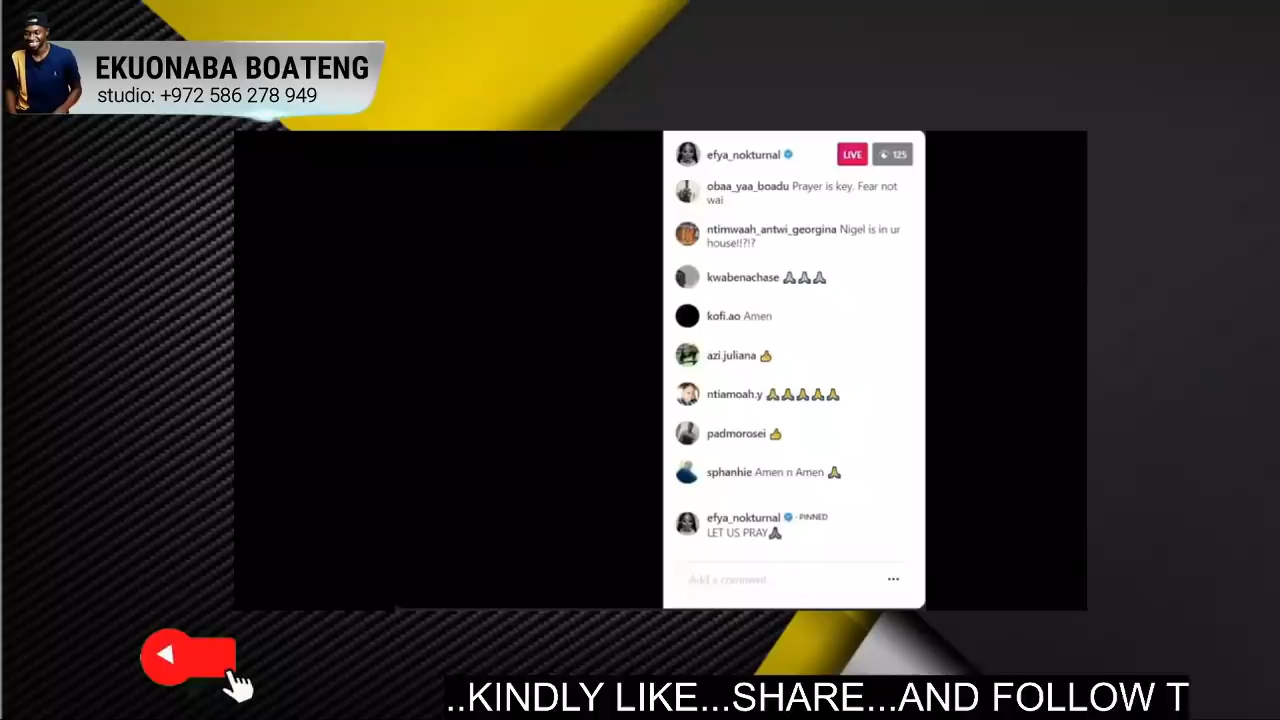 EKUONABA BOATENG
studio: +972 586 278 949
efya_nokturnal
LIVE
125
obaa_yaa_boadu Prayer is key. Fear not
wai
ntimwaah_antwi_georgina Nigel is in ur
house!!?!?
kwabenachase
kofi.ao Amen
azi.juliana
ntiamoah.y
padmorosei
sphanhie Amen n Amen
efya_nokturnal · PINNED
LET US PRAY
Add a comment
..KINDLY LIKE...SHARE...AND FOLLOW T